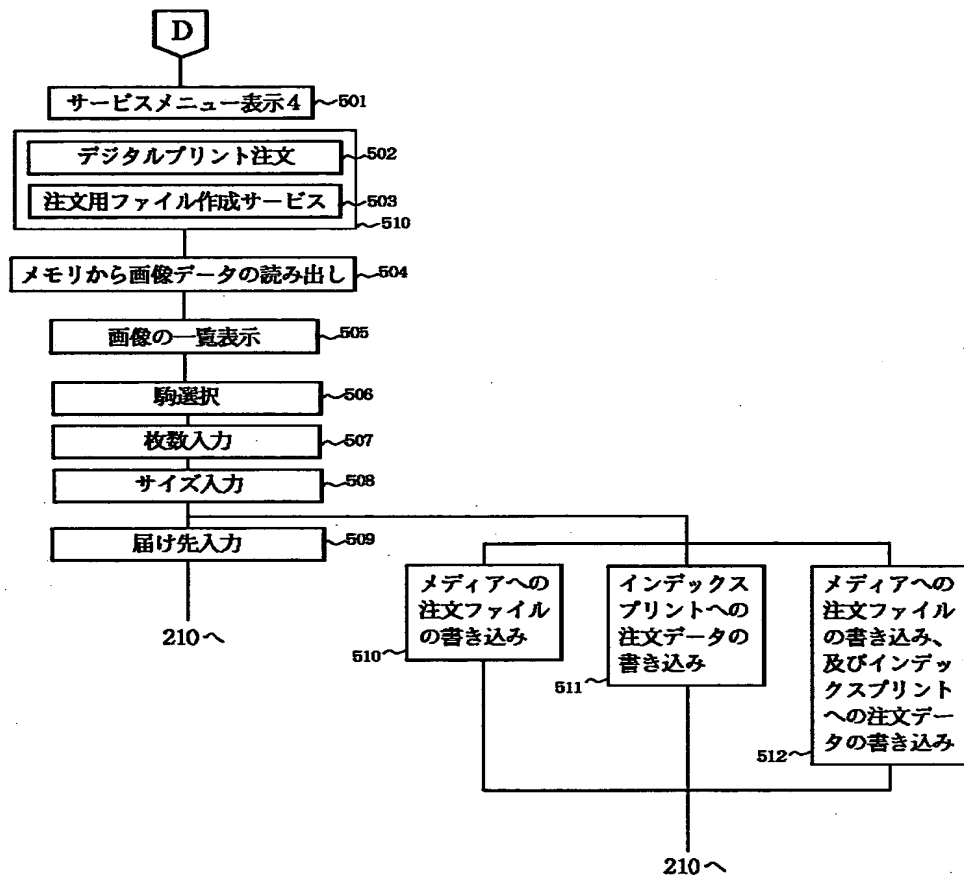 D
サービスメニュー表示4
501
デジタルプリント注文
502
注文用ファイル作成サービス
503
510
メモリから画像データの読み出し
504
画像の一覧表示
505
駒選択
506
枚数入力
507
サイズ入力
508
届け先入力
509
210へ
メディアへの
注文ファイル
の書き込み
510
インデックス
プリントへの
注文データの
書き込み
511
メディアへの
注文ファイル
の書き込み、
及びインデッ
クスプリント
への注文デー
タの書き込み
512
210へ